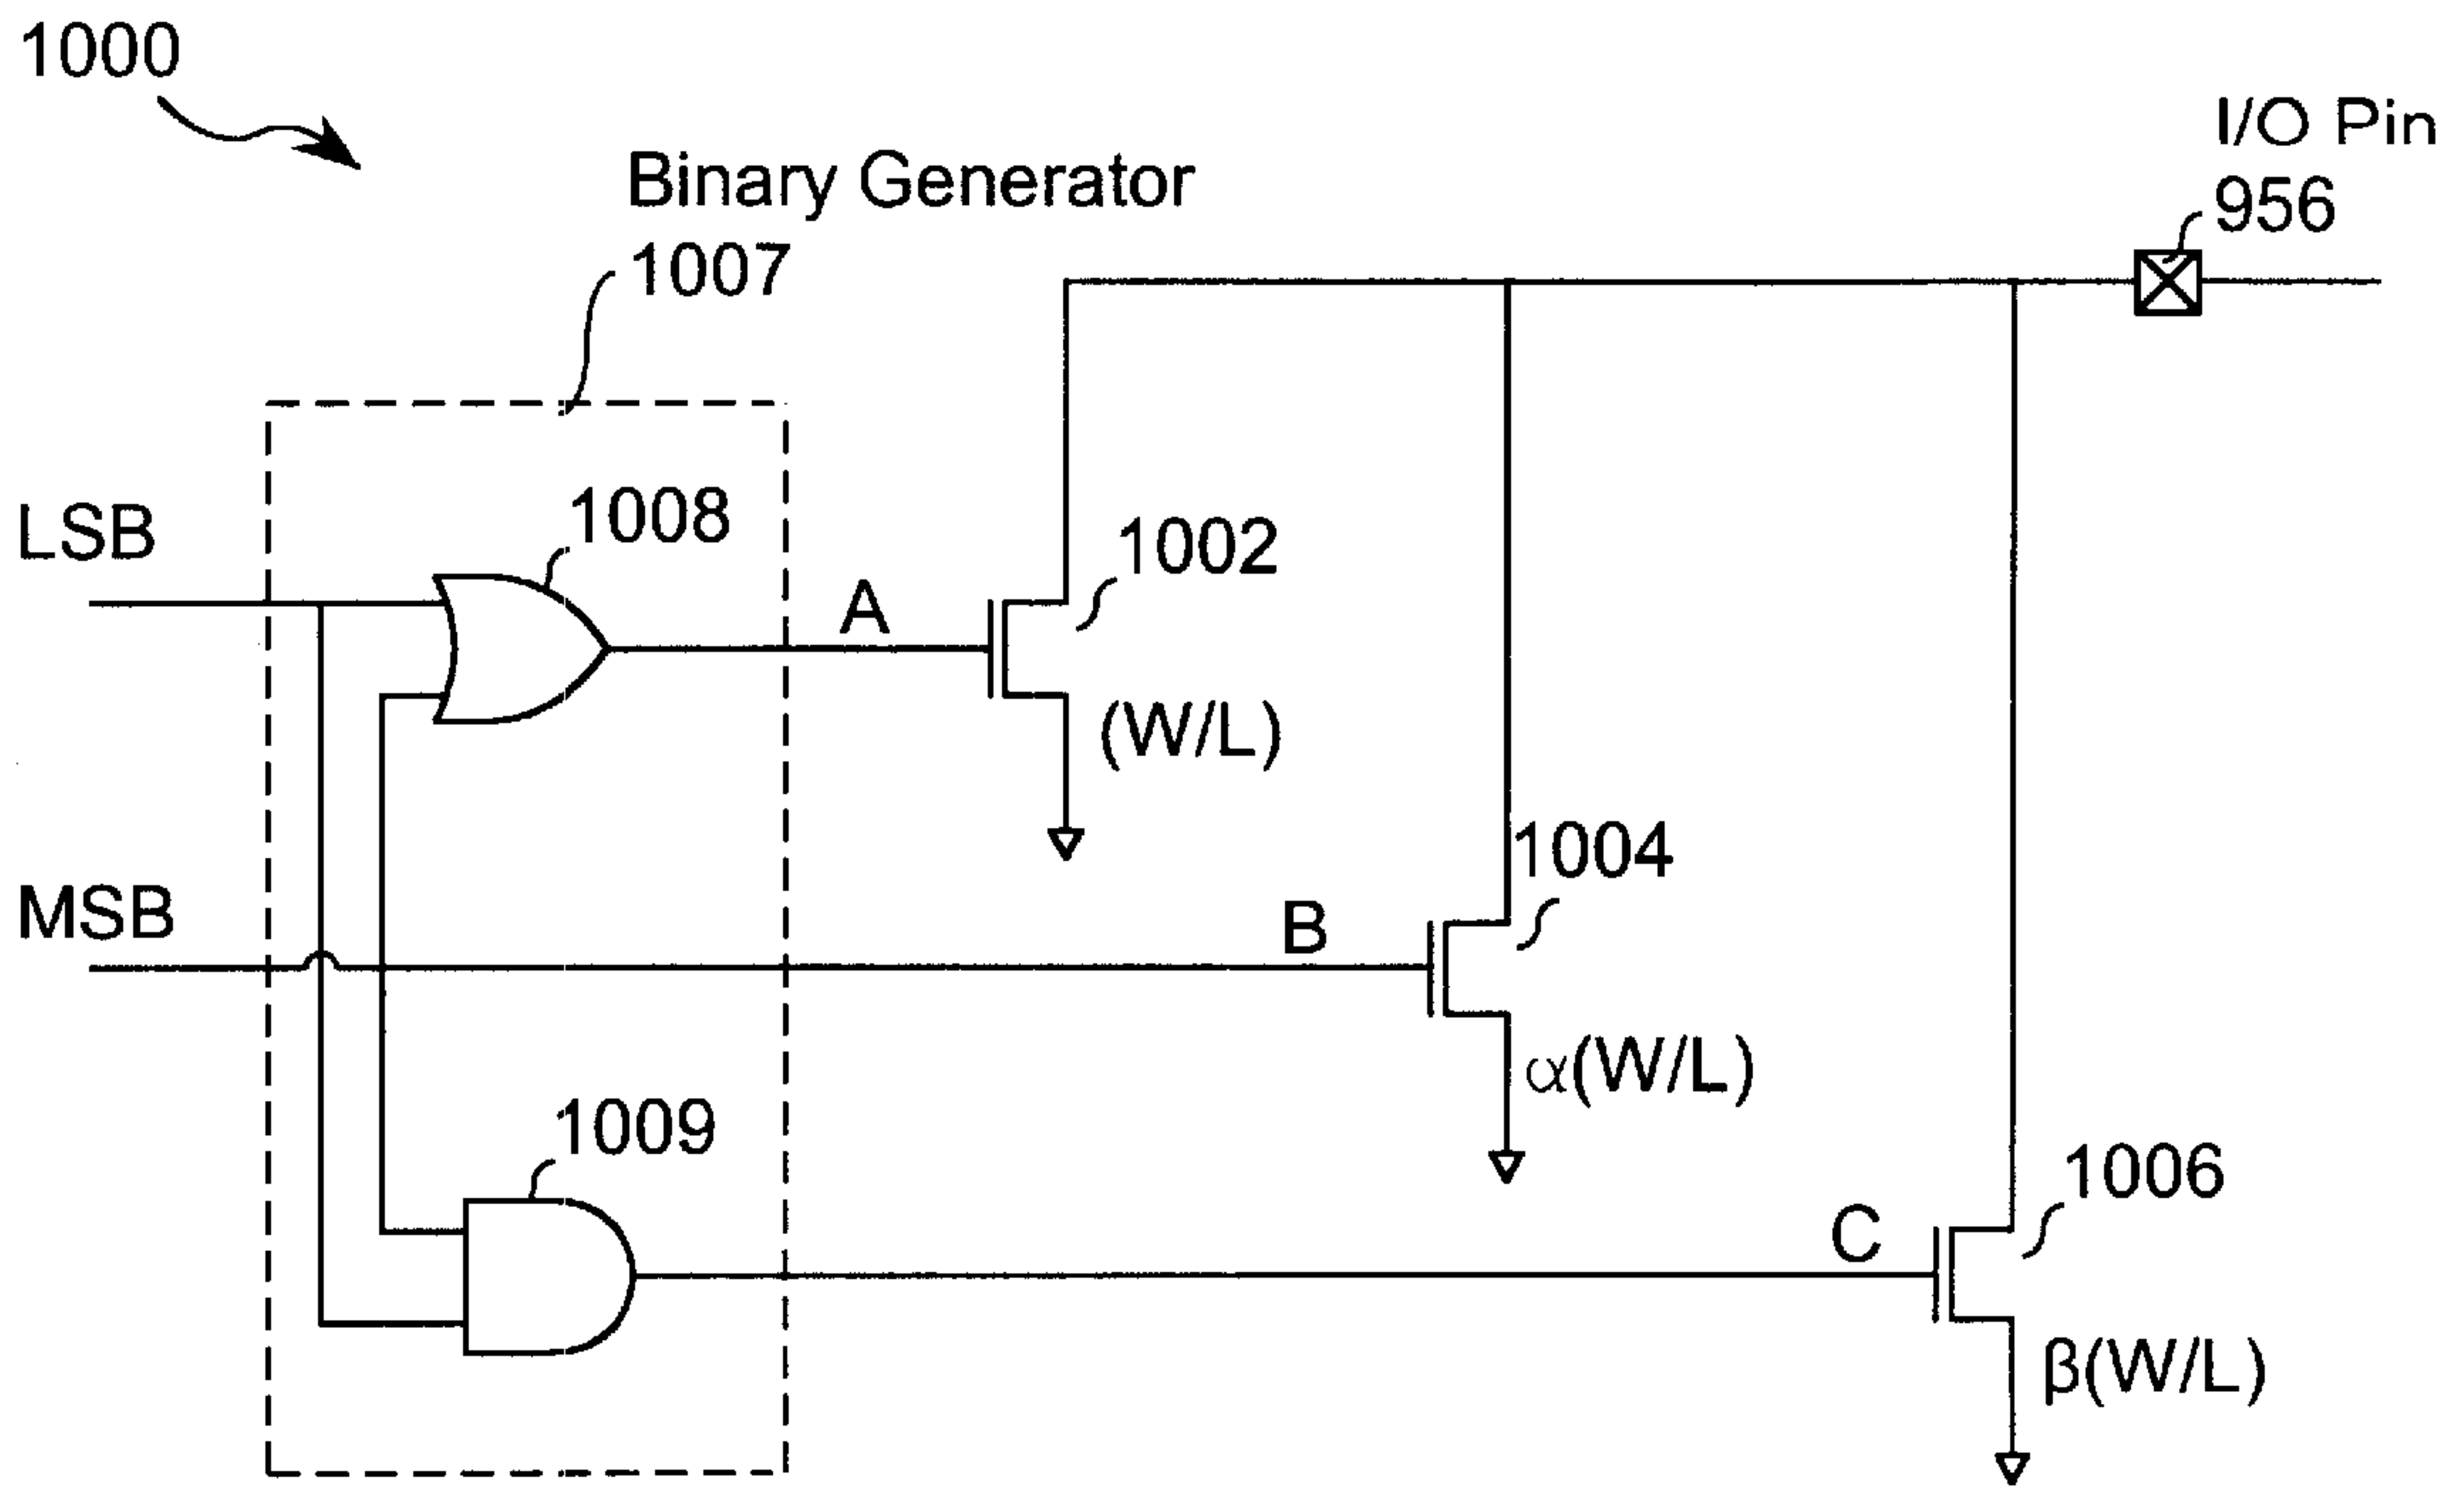 1000
Binary Generator
1007
I/O Pin
956
LSB
1008
A
1002
(W/L)
MSB
B
1004
α(W/L)
1009
C
1006
β(W/L)